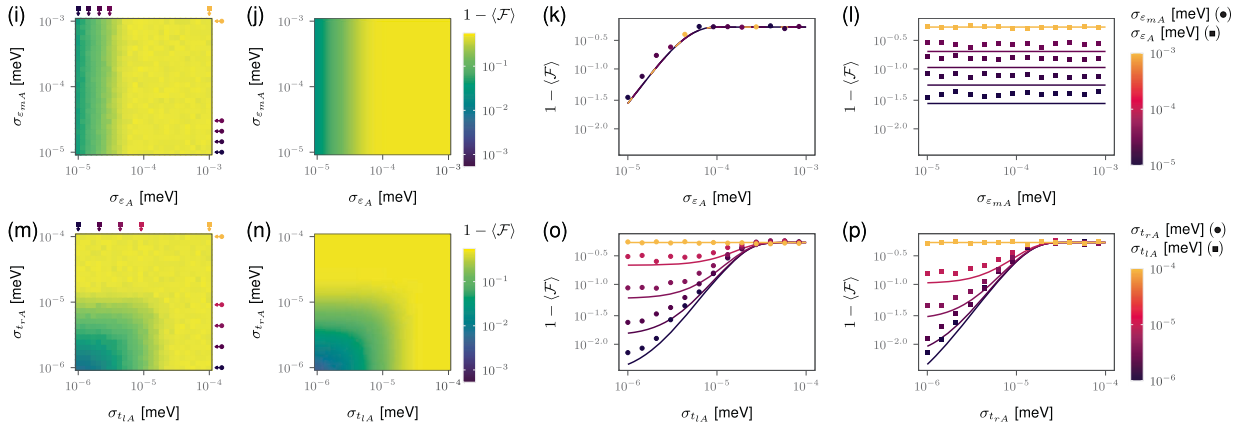 (i)
10⁻³
10⁻⁴
10⁻⁵
σ_{ε_{mA}} [meV]
10⁻⁵ 10⁻⁴ 10⁻³
σ_{ε_A} [meV]
(j)
10⁻³
10⁻⁴
10⁻⁵
σ_{ε_{mA}} [meV]
10⁻⁵ 10⁻⁴ 10⁻³
σ_{ε_A} [meV]
1 − ⟨F⟩
10⁻¹
10⁻²
10⁻³
(k)
10⁻⁰·⁵
10⁻¹·⁰
10⁻¹·⁵
10⁻²·⁰
1 − ⟨F⟩
10⁻⁵ 10⁻⁴ 10⁻³
σ_{ε_A} [meV]
(l)
10⁻⁰·⁵
10⁻¹·⁰
10⁻¹·⁵
10⁻²·⁰
1 − ⟨F⟩
10⁻⁵ 10⁻⁴ 10⁻³
σ_{ε_{mA}} [meV]
σ_{ε_{mA}} [meV] (●)
σ_{ε_A} [meV] (■)
10⁻³
10⁻⁴
10⁻⁵
(m)
10⁻⁴
10⁻⁵
10⁻⁶
σ_{t_{rA}} [meV]
10⁻⁶ 10⁻⁵ 10⁻⁴
σ_{t_{lA}} [meV]
(n)
10⁻⁴
10⁻⁵
10⁻⁶
σ_{t_{rA}} [meV]
10⁻⁶ 10⁻⁵ 10⁻⁴
σ_{t_{lA}} [meV]
1 − ⟨F⟩
10⁻¹
10⁻²
10⁻³
(o)
10⁻⁰·⁵
10⁻¹·⁰
10⁻¹·⁵
10⁻²·⁰
1 − ⟨F⟩
10⁻⁶ 10⁻⁵ 10⁻⁴
σ_{t_{lA}} [meV]
(p)
10⁻⁰·⁵
10⁻¹·⁰
10⁻¹·⁵
10⁻²·⁰
1 − ⟨F⟩
10⁻⁶ 10⁻⁵ 10⁻⁴
σ_{t_{rA}} [meV]
σ_{t_{rA}} [meV] (●)
σ_{t_{lA}} [meV] (■)
10⁻⁴
10⁻⁵
10⁻⁶